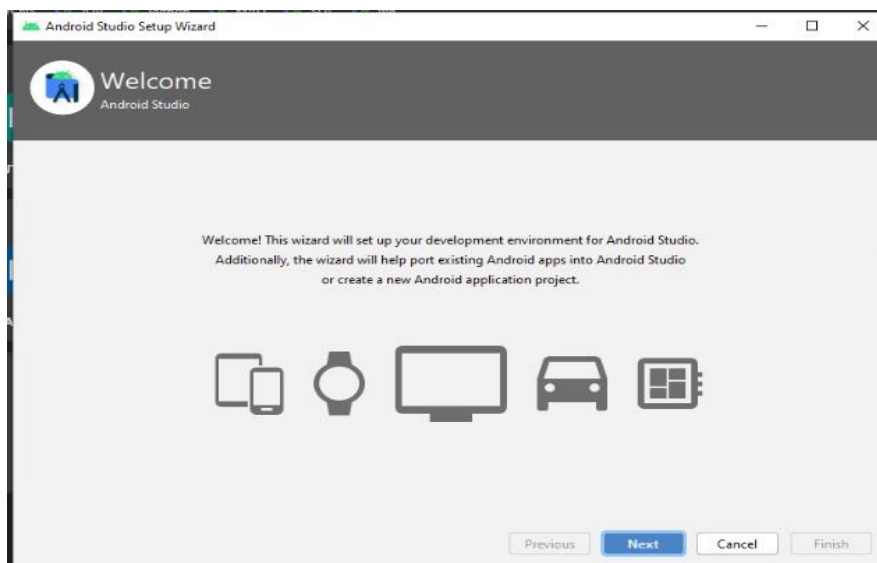 Android Studio Setup Wizard
Welcome
Android Studio
Welcome! This wizard will set up your development environment for Android Studio.
Additionally, the wizard will help port existing Android apps into Android Studio
or create a new Android application project.
Previous Next Cancel Finish